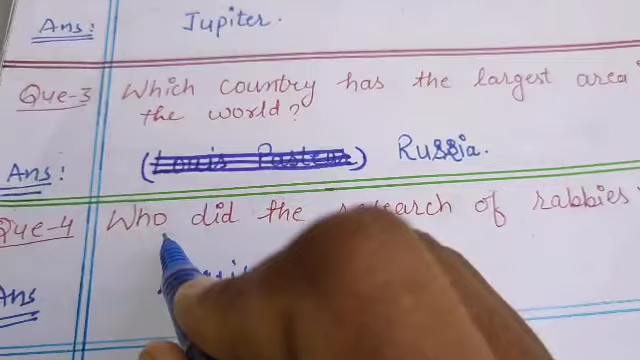 Ans: Jupiter.
Que-3 Which country has the largest area
the world?
Ans: (Louis Pasteur) Russia.
Que-4 Who did the research of rabbies
Ans